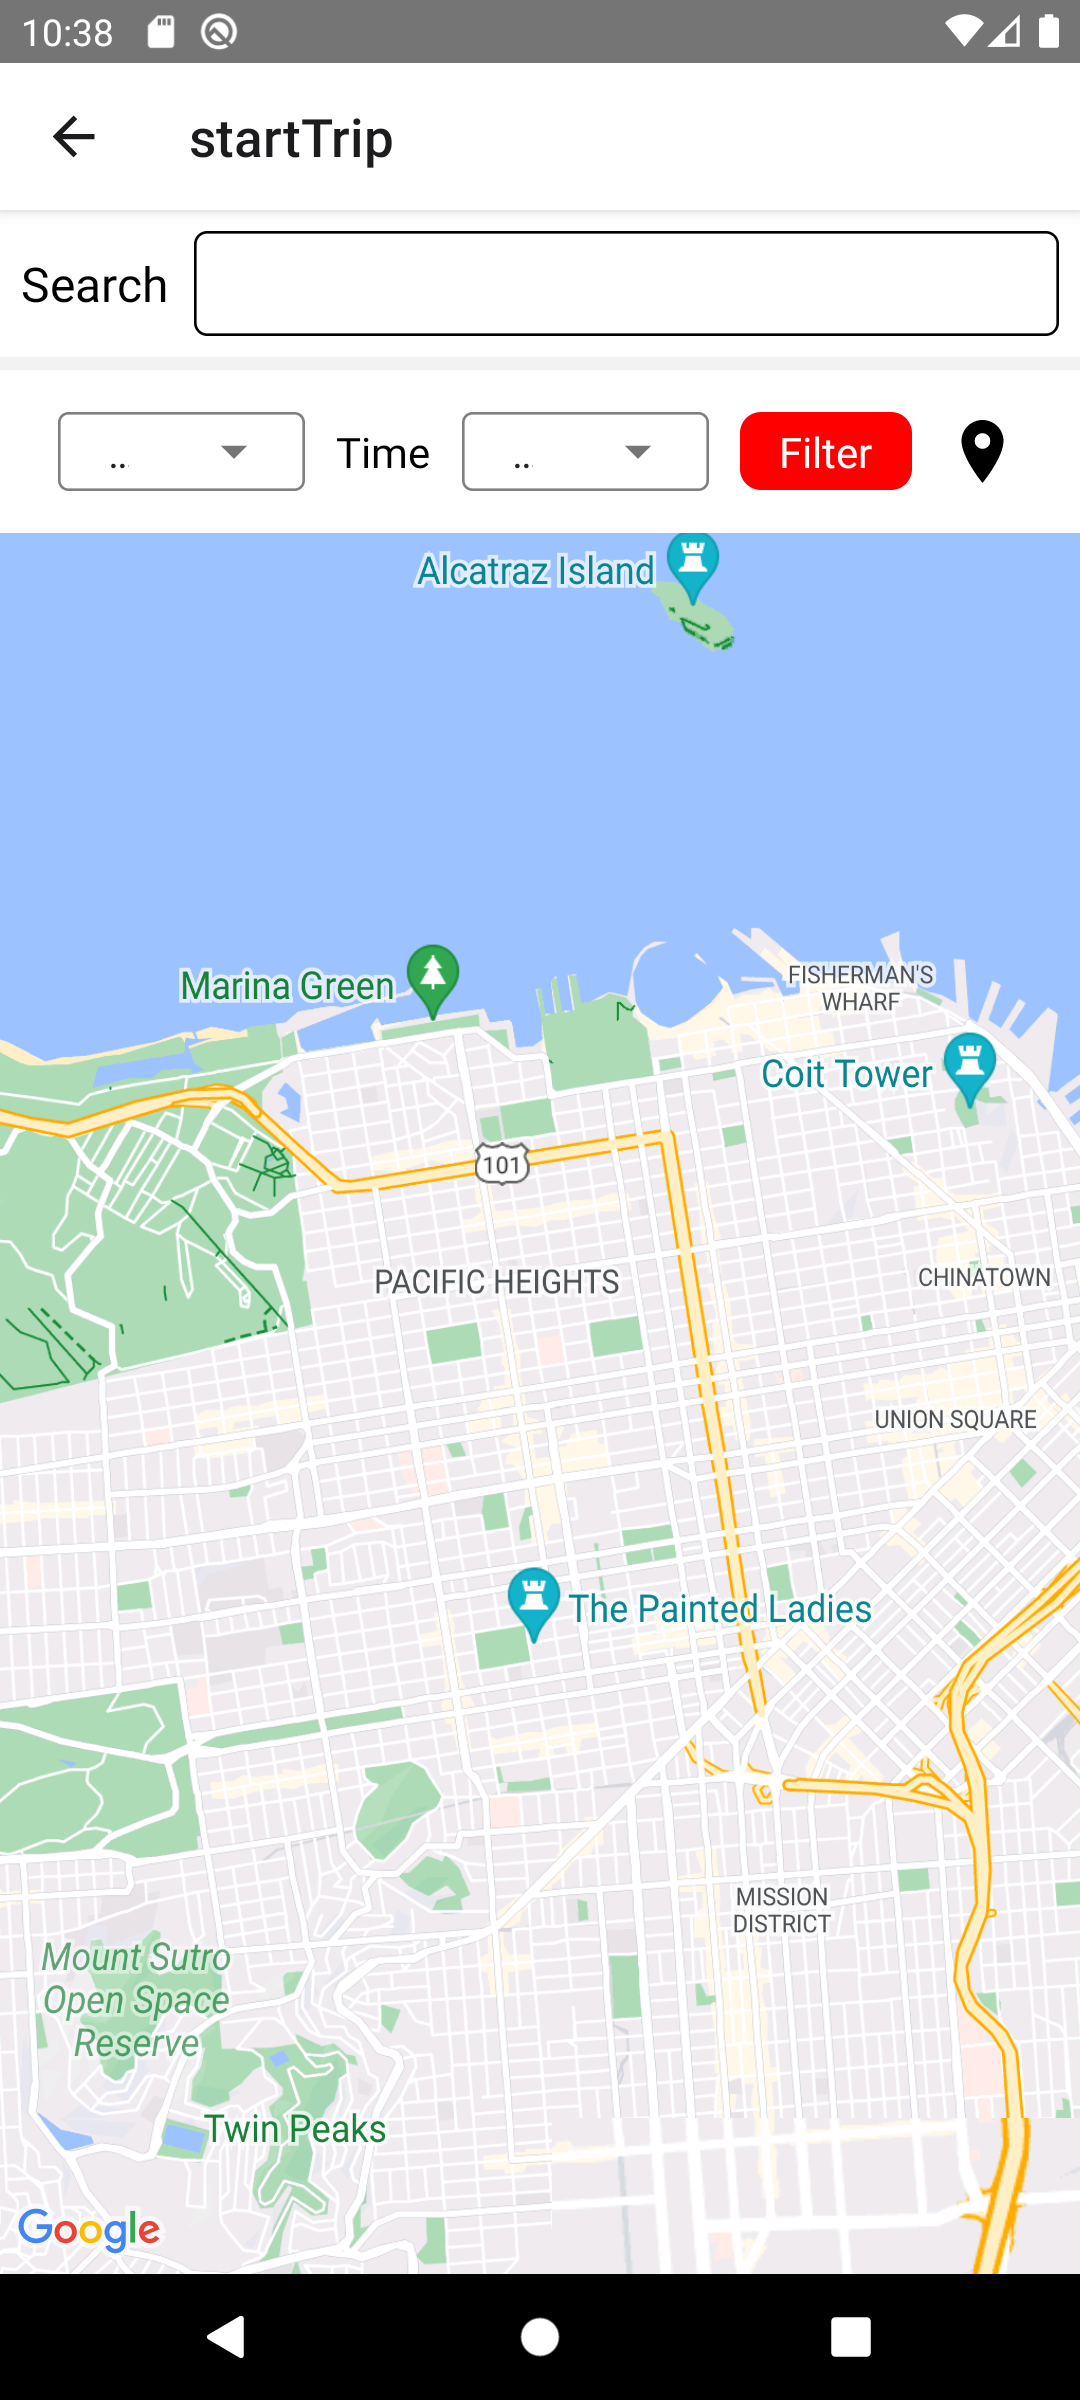 10:38
startTrip
Search
.. Time .. Filter
Alcatraz Island
Marina Green
FISHERMAN'S
WHARF
Coit Tower
101
PACIFIC HEIGHTS
CHINATOWN
UNION SQUARE
The Painted Ladies
MISSION
DISTRICT
Mount Sutro
Open Space
Reserve
Twin Peaks
Google